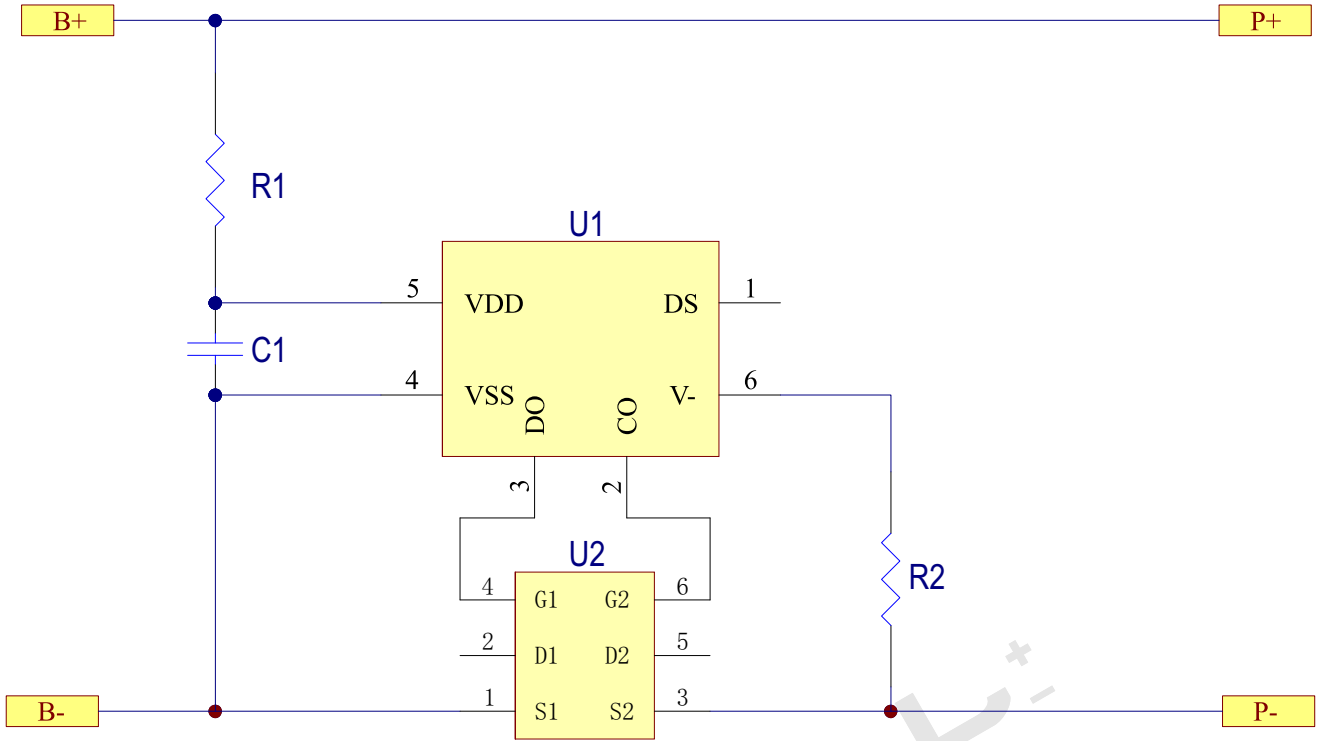 B+ P+
R1
U1
5 VDD DS 1
C1
4 VSS V- 6
DO CO
3 2
U2
4 G1 G2 6
R2
2 D1 D2 5
1 S1 S2 3
B- P-